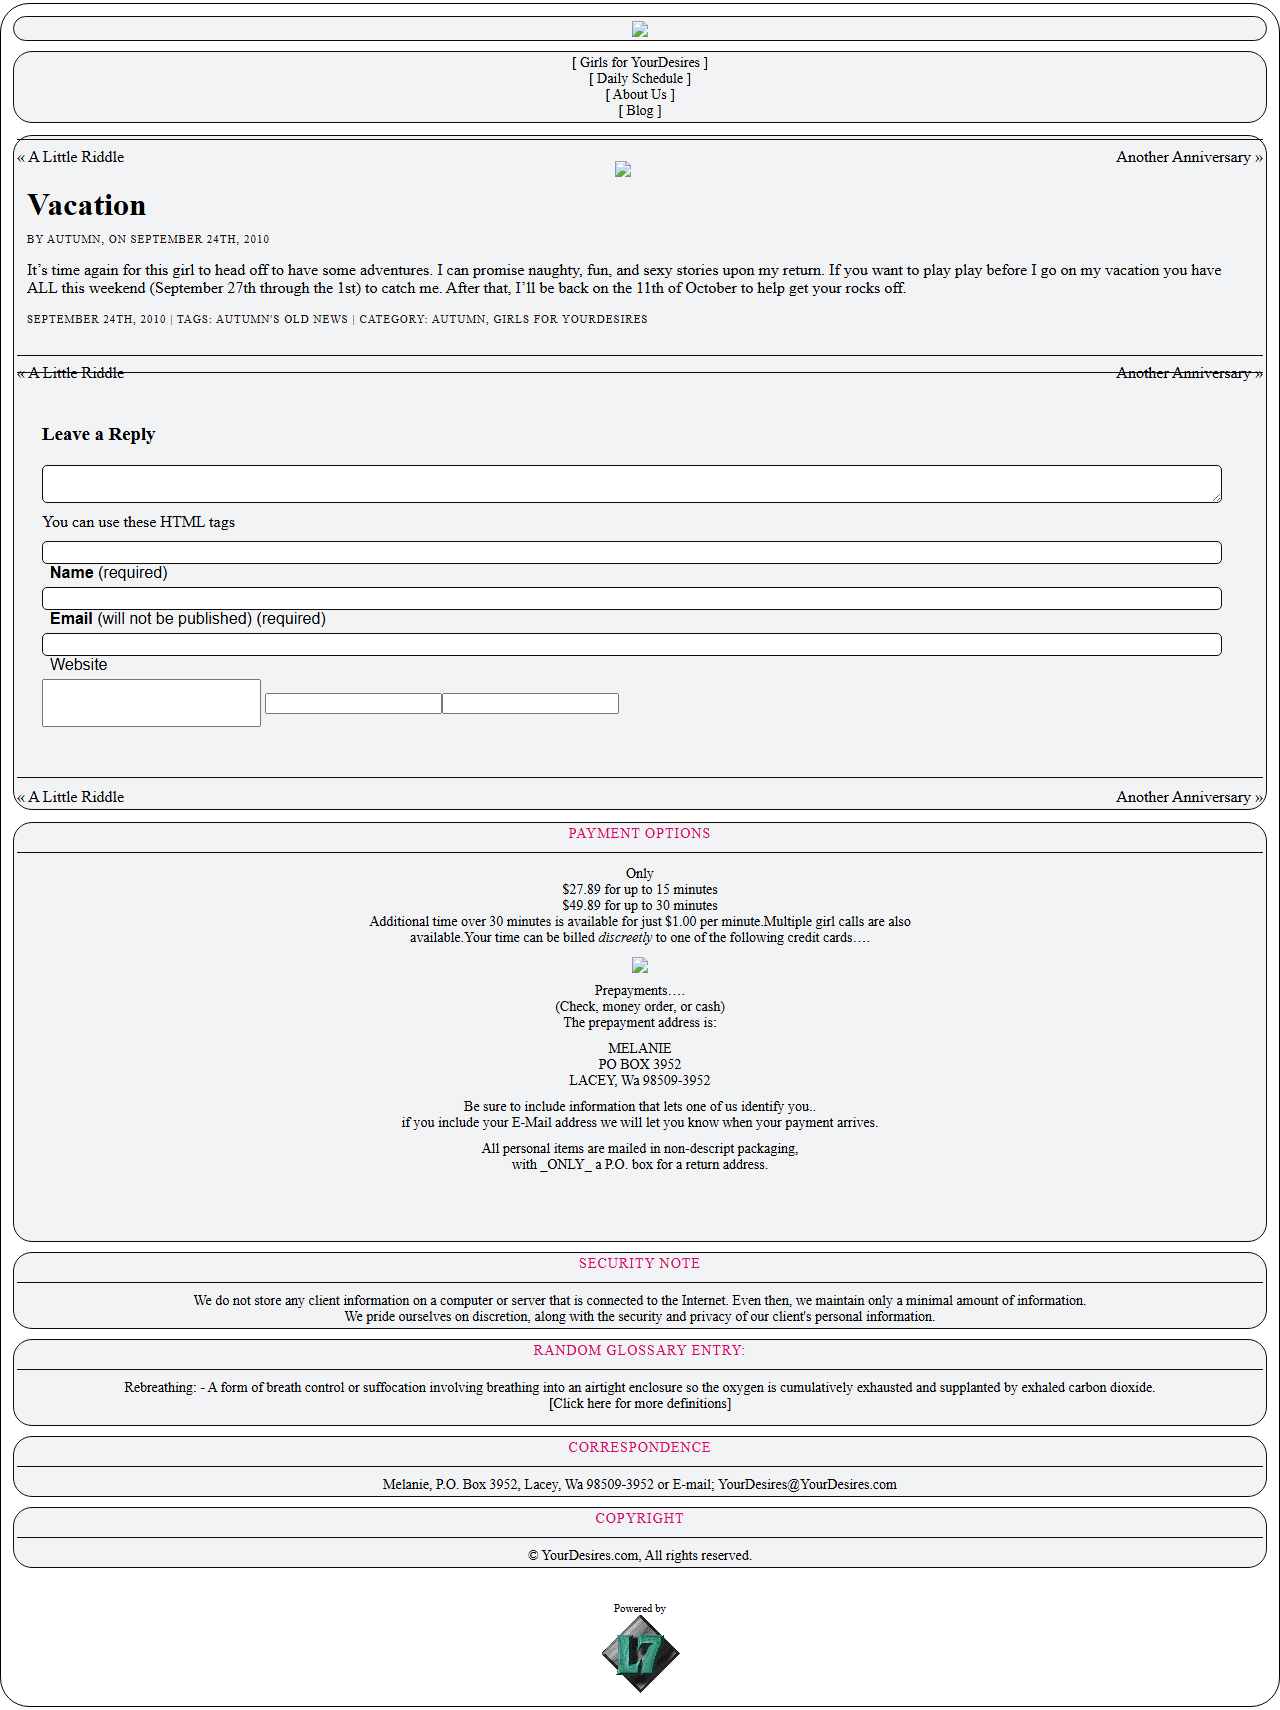 [ Girls for YourDesires ]
[ Daily Schedule ]
[ About Us ]
[ Blog ]
« A Little Riddle
Another Anniversary »
Vacation
BY AUTUMN, ON SEPTEMBER 24TH, 2010
It’s time again for this girl to head off to have some adventures. I can promise naughty, fun, and sexy stories upon my return. If you want to play play before I go on my vacation you have
ALL this weekend (September 27th through the 1st) to catch me. After that, I’ll be back on the 11th of October to help get your rocks off.
SEPTEMBER 24TH, 2010 | TAGS: AUTUMN'S OLD NEWS | CATEGORY: AUTUMN, GIRLS FOR YOURDESIRES
« A Little Riddle
Another Anniversary »
Leave a Reply
You can use these HTML tags
Name (required)
Email (will not be published) (required)
Website
« A Little Riddle
Another Anniversary »
PAYMENT OPTIONS
Only
$27.89 for up to 15 minutes
$49.89 for up to 30 minutes
Additional time over 30 minutes is available for just $1.00 per minute.Multiple girl calls are also
available.Your time can be billed discreetly to one of the following credit cards….
Prepayments….
(Check, money order, or cash)
The prepayment address is:
MELANIE
PO BOX 3952
LACEY, Wa 98509-3952
Be sure to include information that lets one of us identify you..
if you include your E-Mail address we will let you know when your payment arrives.
All personal items are mailed in non-descript packaging,
with _ONLY_ a P.O. box for a return address.
SECURITY NOTE
We do not store any client information on a computer or server that is connected to the Internet. Even then, we maintain only a minimal amount of information.
We pride ourselves on discretion, along with the security and privacy of our client's personal information.
RANDOM GLOSSARY ENTRY:
Rebreathing: - A form of breath control or suffocation involving breathing into an airtight enclosure so the oxygen is cumulatively exhausted and supplanted by exhaled carbon dioxide.
[Click here for more definitions]
CORRESPONDENCE
Melanie, P.O. Box 3952, Lacey, Wa 98509-3952 or E-mail; YourDesires@YourDesires.com
COPYRIGHT
© YourDesires.com, All rights reserved.
Powered by
L7